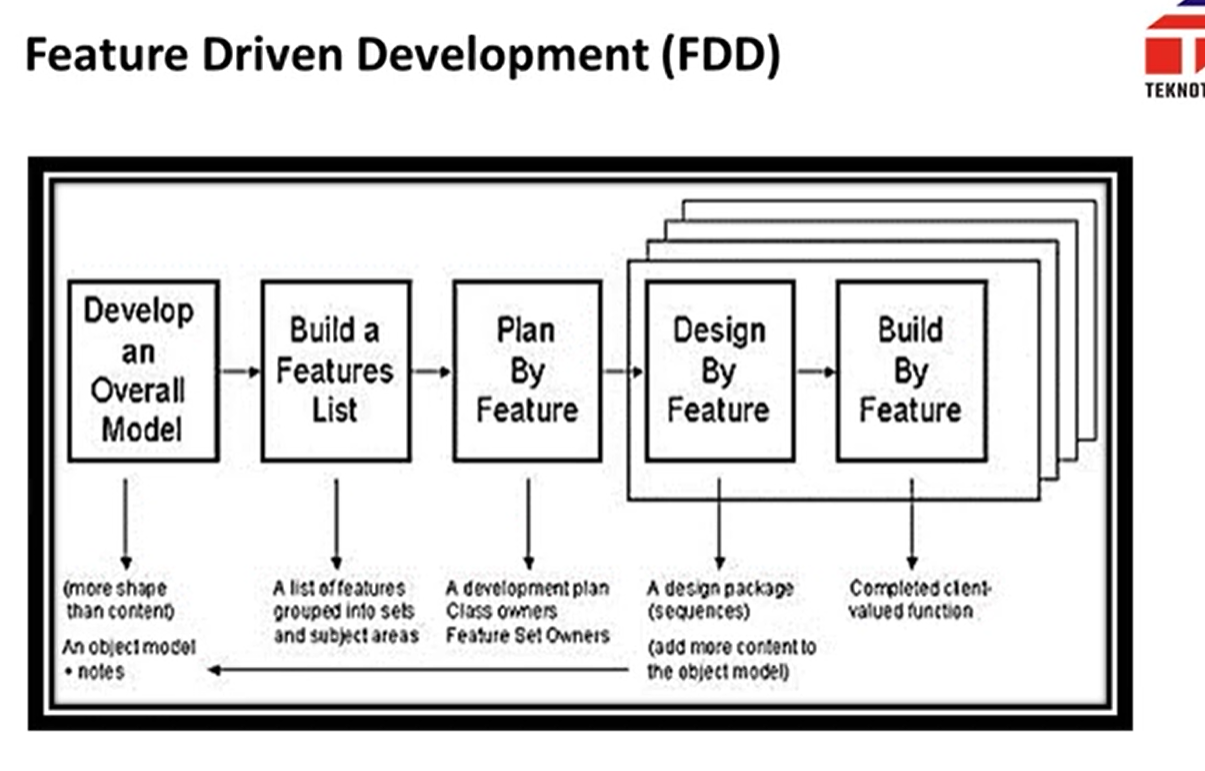 Feature Driven Development (FDD)
TEKNOT
Develop
an
Overall
Model
Build a
Features
List
Plan
By
Feature
Design
By
Feature
Build
By
Feature
(more shape
than content)
An object model
• notes
A list of features
grouped into sets
and subject areas
A development plan
Class owners
Feature Set Owners
A design package
(sequences)
(add more content to
the object model)
Completed client-
valued function